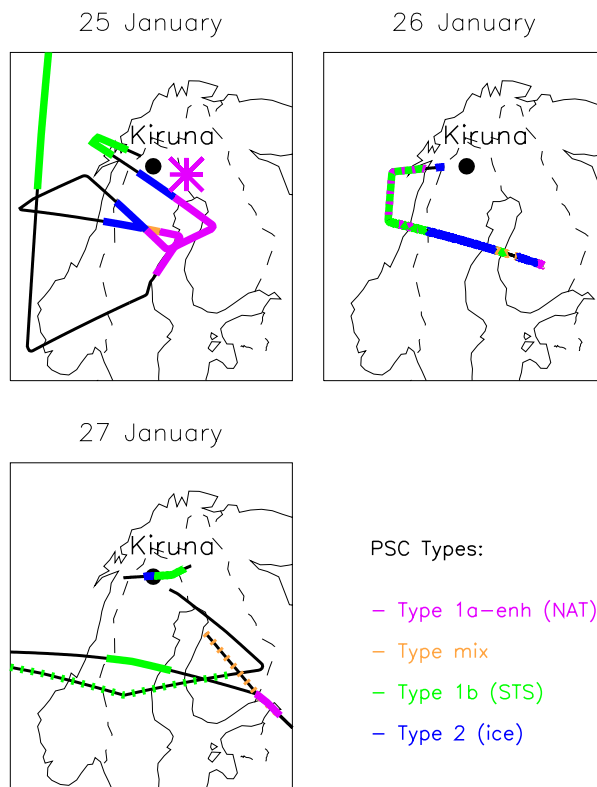 25 January
26 January
Kiruna
Kiruna
27 January
Kiruna
PSC Types:
– Type 1a–enh (NAT)
– Type mix
– Type 1b (STS)
– Type 2 (ice)